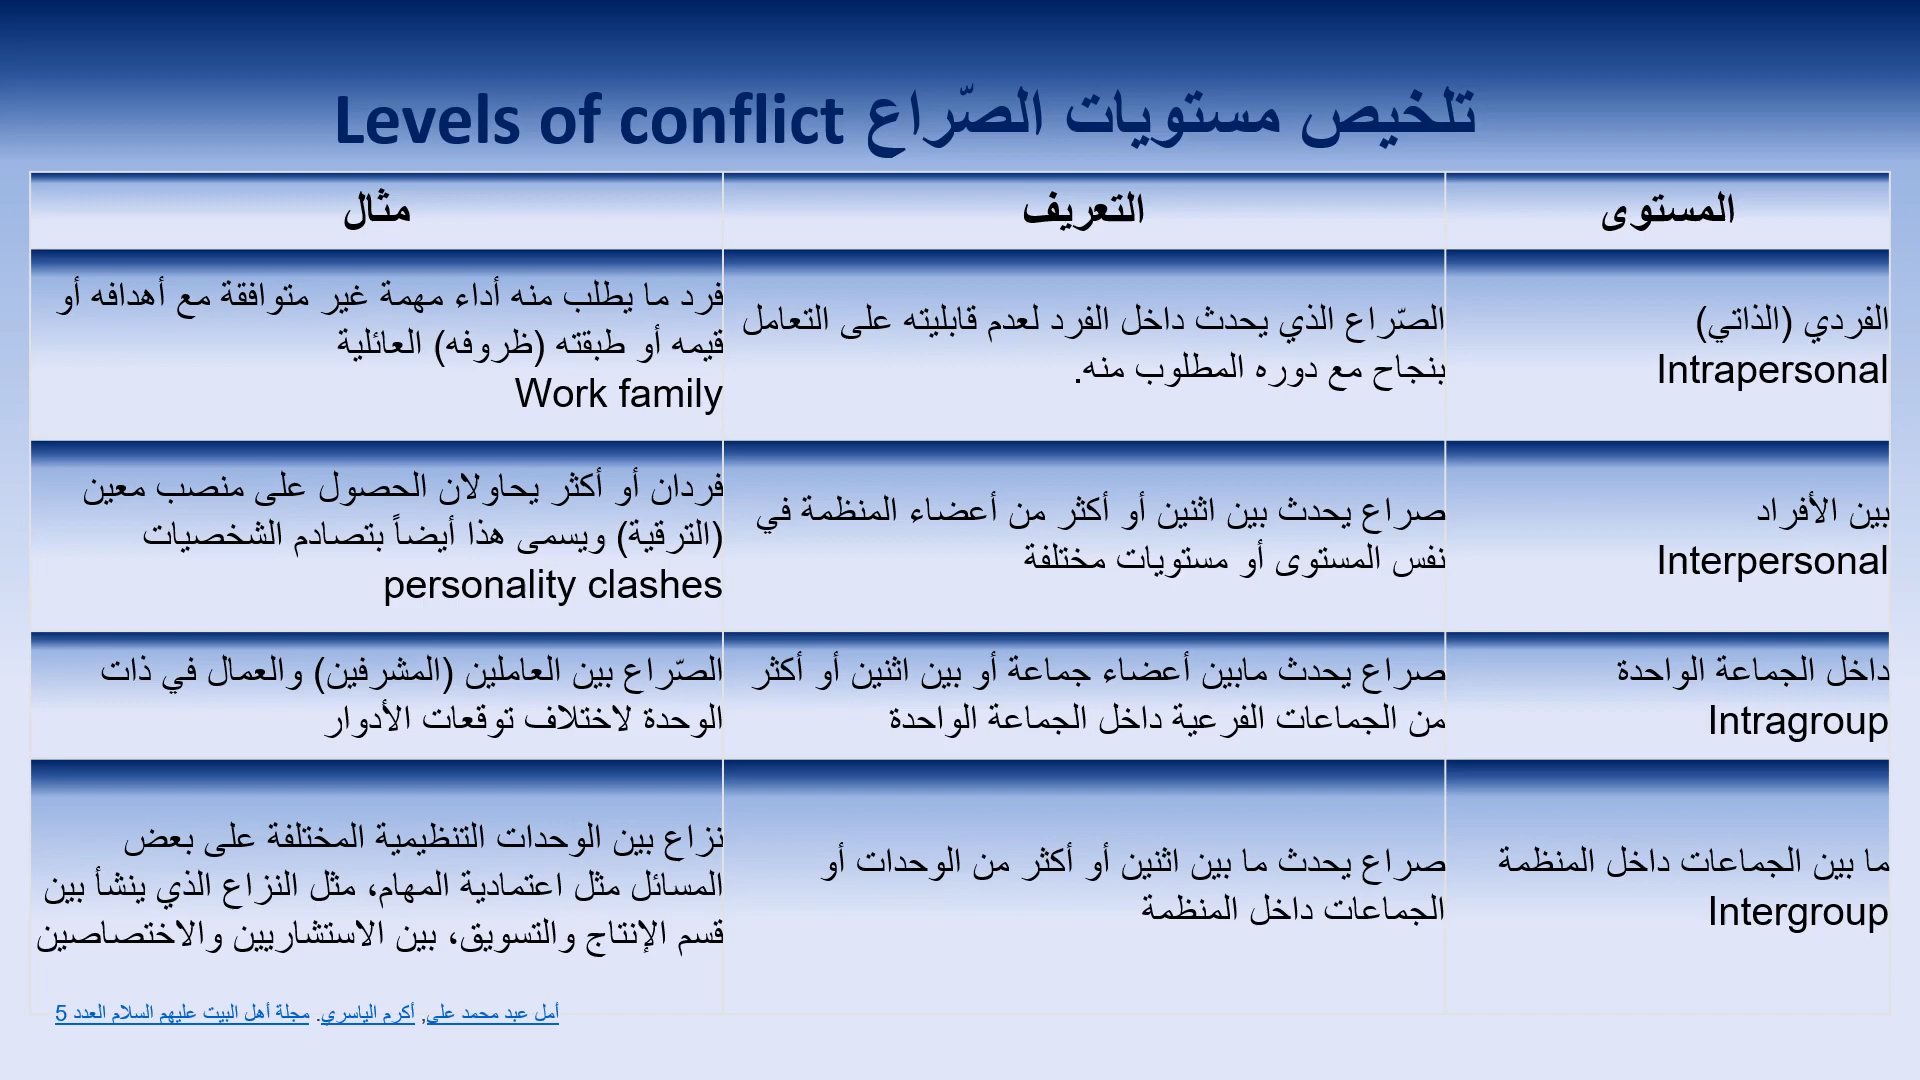 تلخيص مستويات الصّراع Levels of conflict
المستوى
التعريف
مثال
الفردي (الذاتي)
Intrapersonal
الصّراع الذي يحدث داخل الفرد لعدم قابليته على التعامل
بنجاح مع دوره المطلوب منه.
فرد ما يطلب منه أداء مهمة غير متوافقة مع أهدافه أو
قيمه أو طبقته (ظروفه) العائلية
Work family
بين الأفراد
Interpersonal
صراع يحدث بين اثنين أو أكثر من أعضاء المنظمة في
نفس المستوى أو مستويات مختلفة
فردان أو أكثر يحاولان الحصول على منصب معين
(الترقية) ويسمى هذا أيضاً بتصادم الشخصيات
personality clashes
داخل الجماعة الواحدة
Intragroup
صراع يحدث مابين أعضاء جماعة أو بين اثنين أو أكثر
من الجماعات الفرعية داخل الجماعة الواحدة
الصّراع بين العاملين (المشرفين) والعمال في ذات
الوحدة لاختلاف توقعات الأدوار
ما بين الجماعات داخل المنظمة
Intergroup
صراع يحدث ما بين اثنين أو أكثر من الوحدات أو
الجماعات داخل المنظمة
نزاع بين الوحدات التنظيمية المختلفة على بعض
المسائل مثل اعتمادية المهام، مثل النزاع الذي ينشأ بين
قسم الإنتاج والتسويق، بين الاستشاريين والاختصاصين
أمل عبد محمد علي, أكرم الياسري. مجلة أهل البيت عليهم السلام العدد 5